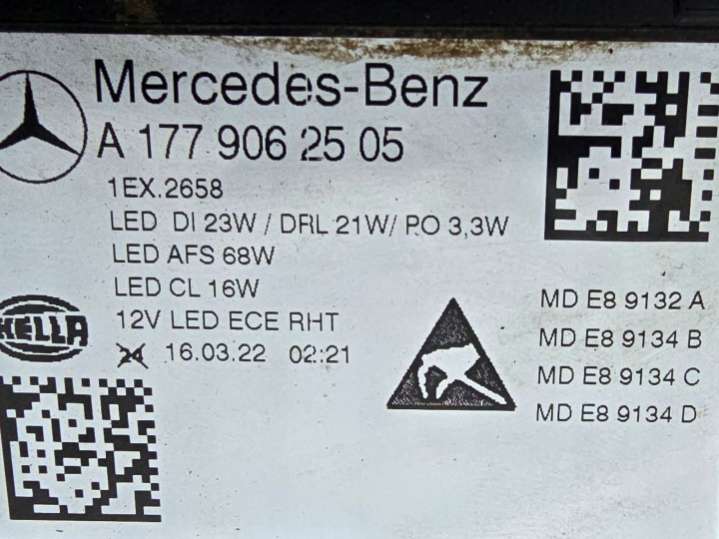 Mercedes-Benz
A 177 906 25 05
1EX.2658
LED DI 23W / DRL 21W/ PO 3,3W
LED AFS 68W
LED CL 16W
HELLA
12V LED ECE RHT
24 16.03.22 02:21
MD E8 9132 A
MD E8 9134 B
MD E8 9134 C
MD E8 9134 D